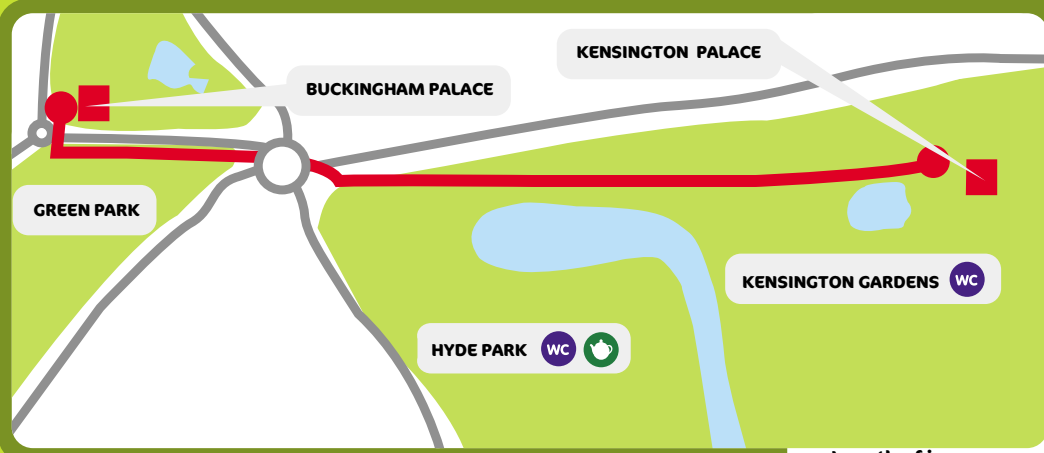 KENSINGTON PALACE
BUCKINGHAM PALACE
GREEN PARK
KENSINGTON GARDENS WC
HYDE PARK WC